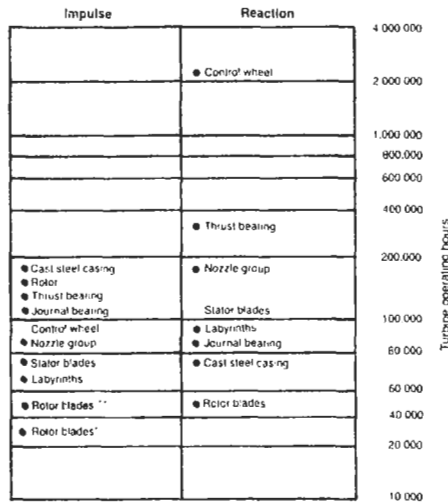 Impulse Reaction
4 000 000
● Control wheel
2 000 000
1.000 000
800.000
600 000
400 000
● Thrust bearing
200.000
● Cast steel casing ● Nozzle group
● Rotor
● Thrust bearing
● Journal bearing Stator blades
100 000
Control wheel ● Labyrinths
● Nozzle group ● Journal bearing
80 000
● Stator blades ● Cast steel casing
● Labyrinths
60 000
● Rotor blades ** ● Rotor blades
40 000
● Rotor blades*
20 000
10 000
Turbine operating hours